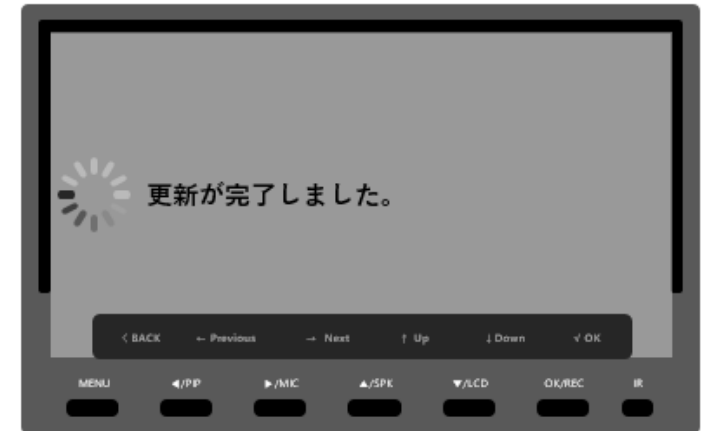 更新が完了しました。
< BACK ← Previous → Next ↑ Up ↓ Down √ OK
MENU ◀/PIP ▶/MIC ▲/SPK ▼/LCD OK/REC IR